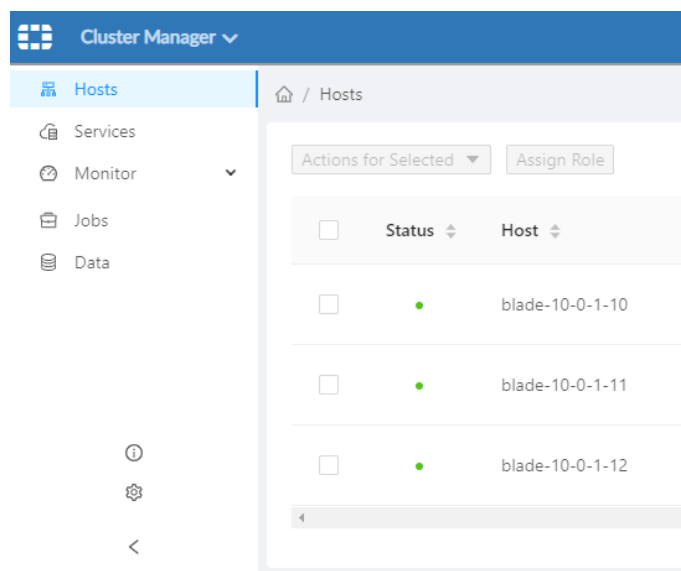 Cluster Manager
Hosts
Services
Monitor
Jobs
Data
/ Hosts
Actions for Selected Assign Role
Status Host
blade-10-0-1-10
blade-10-0-1-11
blade-10-0-1-12